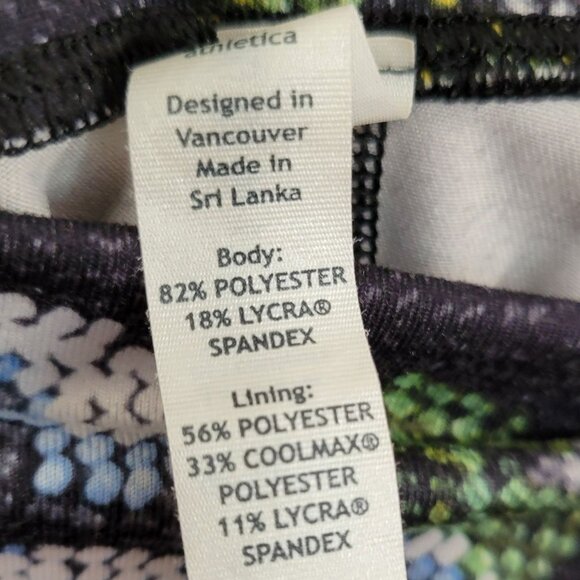 athletica
Designed in
Vancouver
Made in
Sri Lanka
Body:
82% POLYESTER
18% LYCRA®
SPANDEX
Lining:
56% POLYESTER
33% COOLMAX®
POLYESTER
11% LYCRA®
SPANDEX